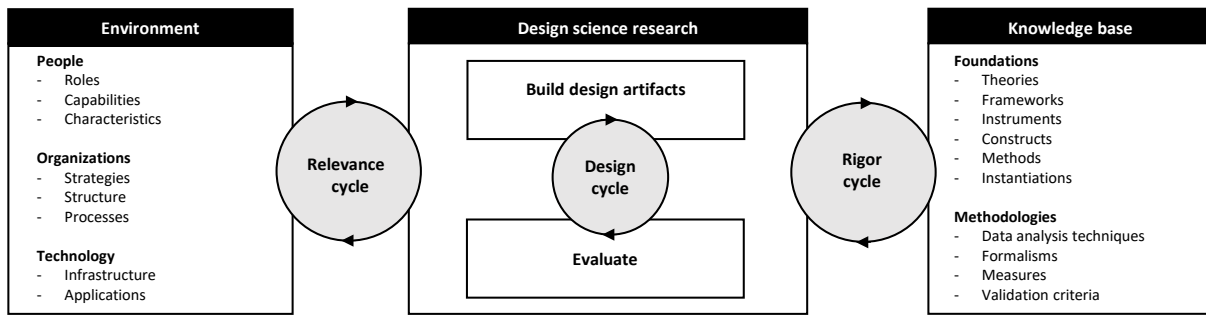 Environment
People
- Roles
- Capabilities
- Characteristics
Organizations
- Strategies
- Structure
- Processes
Technology
- Infrastructure
- Applications
Relevance
cycle
Design science research
Build design artifacts
Design
cycle
Evaluate
Rigor
cycle
Knowledge base
Foundations
- Theories
- Frameworks
- Instruments
- Constructs
- Methods
- Instantiations
Methodologies
- Data analysis techniques
- Formalisms
- Measures
- Validation criteria